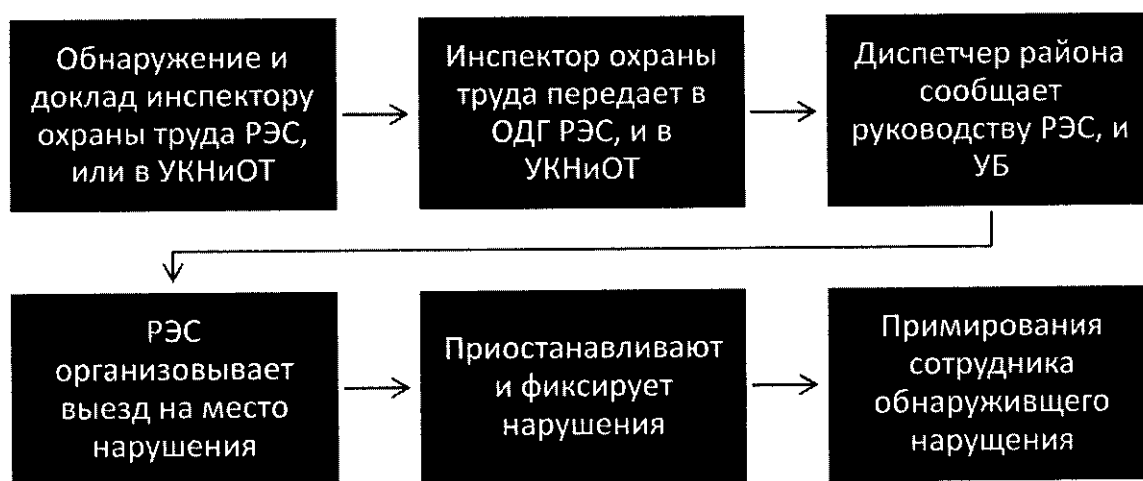 Обнаружение и
доклад инспектору
охраны труда РЭС,
или в УКНиОТ
Инспектор охраны
труда передает в
ОДГ РЭС, и в
УКНиОТ
Диспетчер района
сообщает
руководству РЭС, и
УБ
РЭС
организовывает
выезд на место
нарушения
Приостанавливают
и фиксирует
нарушения
Примирования
сотрудника
обнаруживщего
нарущения